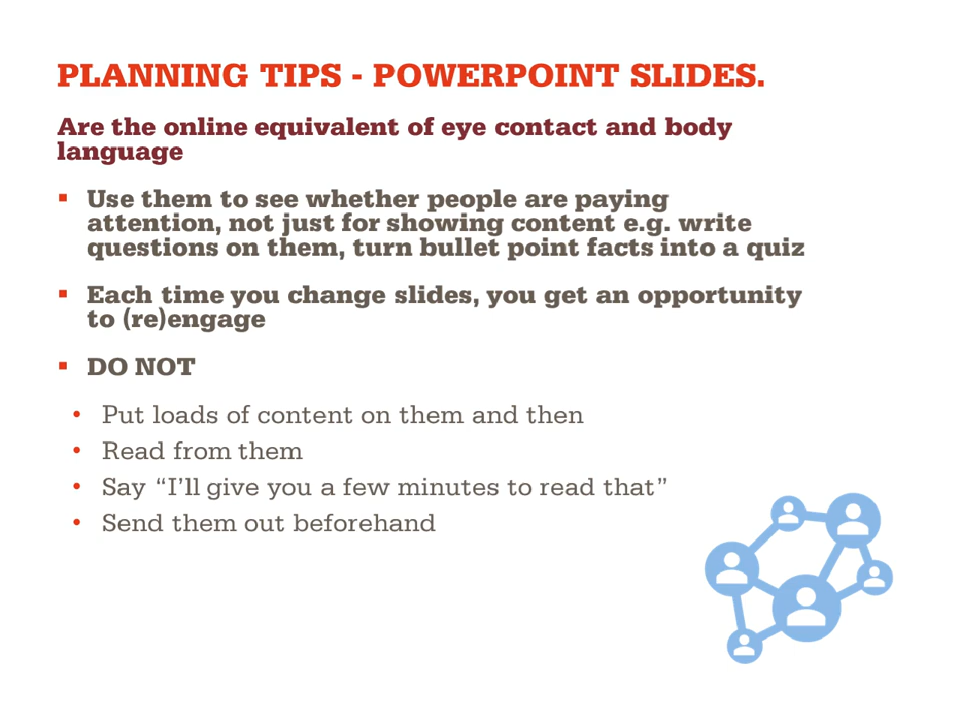 PLANNING TIPS - POWERPOINT SLIDES.
Are the online equivalent of eye contact and body
language
▪ Use them to see whether people are paying
attention, not just for showing content e.g. write
questions on them, turn bullet point facts into a quiz
▪ Each time you change slides, you get an opportunity
to (re)engage
▪ DO NOT
• Put loads of content on them and then
• Read from them
• Say “I’ll give you a few minutes to read that”
• Send them out beforehand